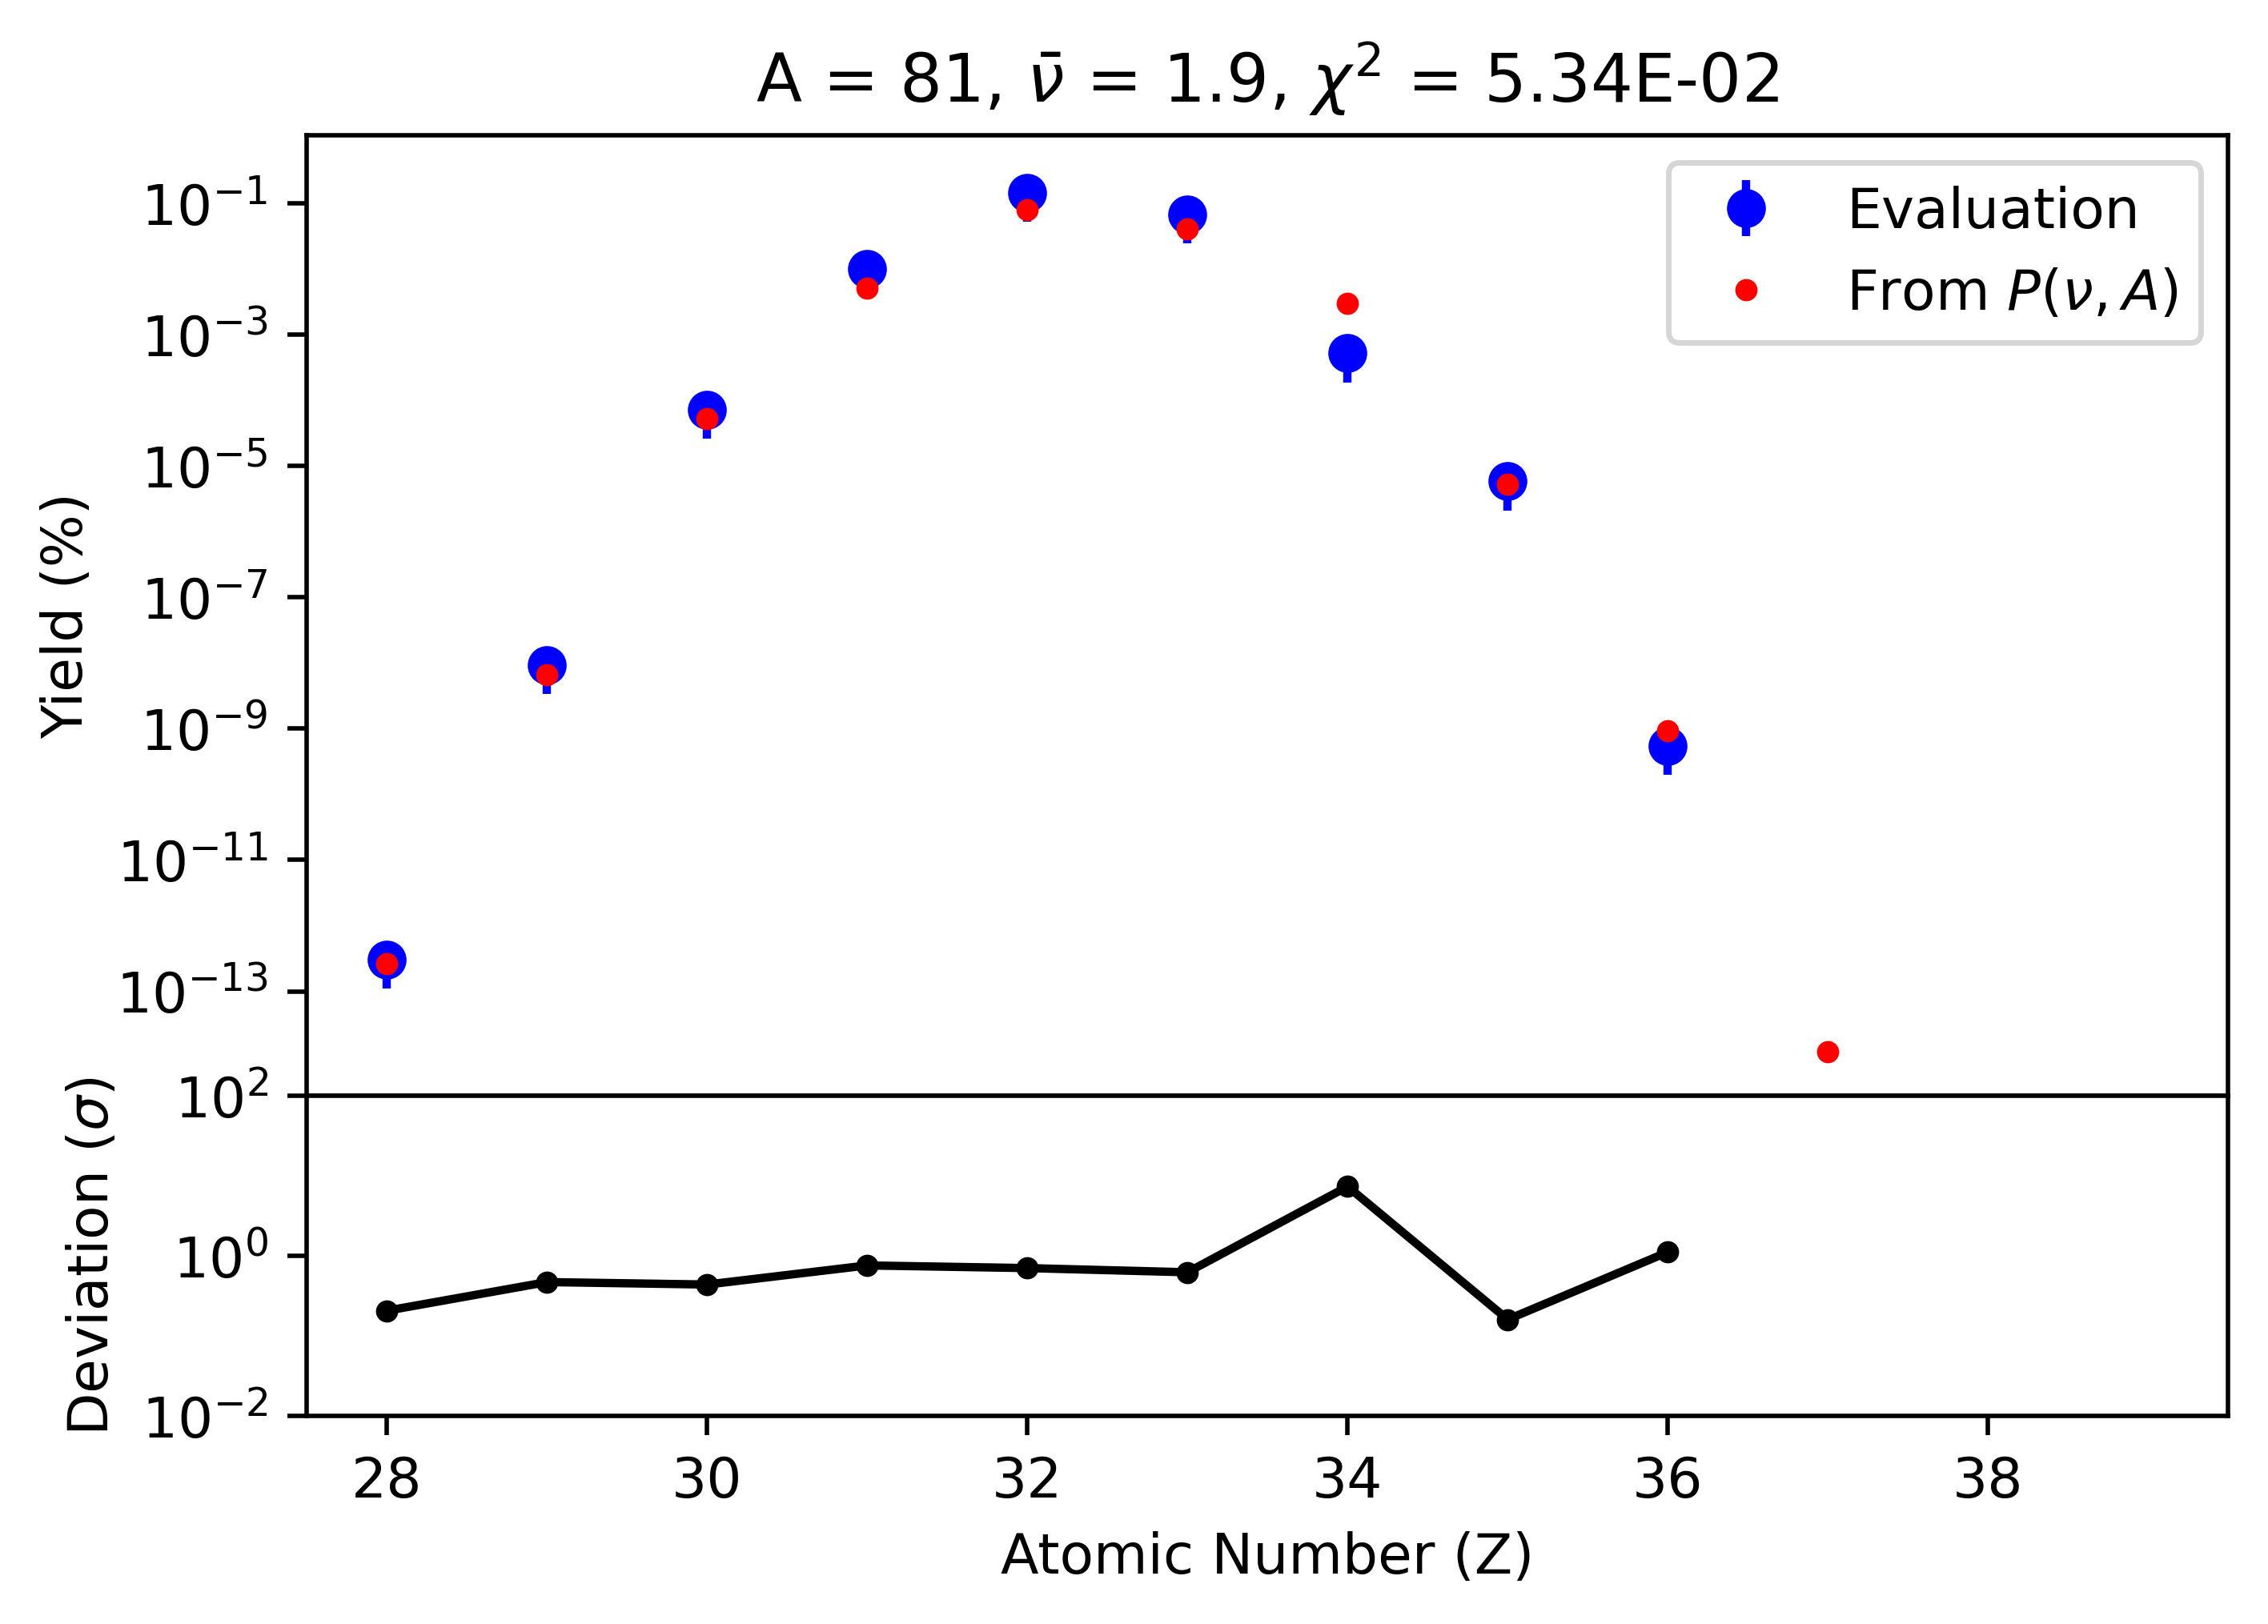 A = 81, ν̄ = 1.9, χ² = 5.34E-02
Evaluation
From P(ν, A)
Yield (%)
10⁻¹
10⁻³
10⁻⁵
10⁻⁷
10⁻⁹
10⁻¹¹
10⁻¹³
Deviation (σ)
10²
10⁰
10⁻²
28 30 32 34 36 38
Atomic Number (Z)